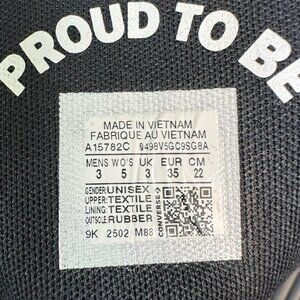 PROUD TO BE
MADE IN VIETNAM
FABRIQUE AU VIETNAM
A15782C 9498V5GC9SG8A
MENS WO'S UK EUR CM
3 5 3 35 22
GENDER: UNISEX
UPPER: TEXTILE
LINING: TEXTILE
OUTSOLE: RUBBER
9K 2502 M88
CONVERSE